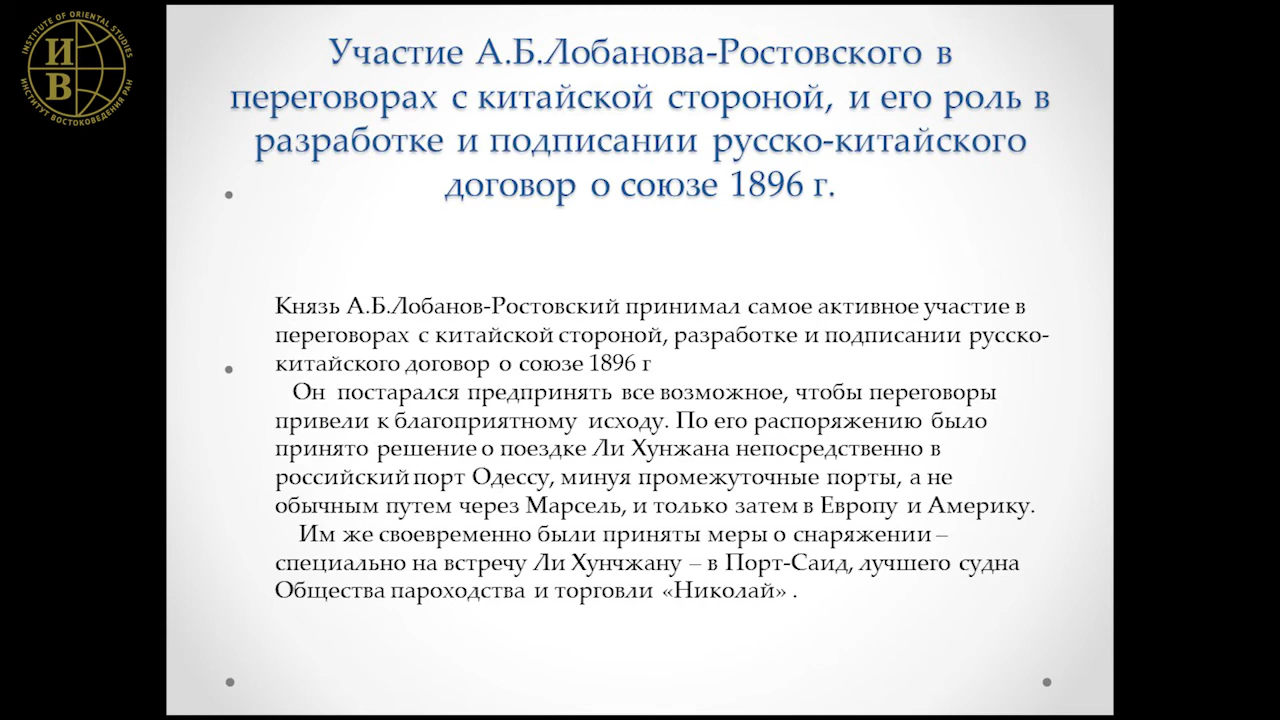 INSTITUTE OF ORIENTAL STUDIES
И
В
ИНСТИТУТ ВОСТОКОВЕДЕНИЯ РАН
Участие А.Б.Лобанова-Ростовского в
переговорах с китайской стороной, и его роль в
разработке и подписании русско-китайского
договор о союзе 1896 г.
Князь А.Б.Лобанов-Ростовский принимал самое активное участие в
переговорах с китайской стороной, разработке и подписании русско-
китайского договор о союзе 1896 г
Он постарался предпринять все возможное, чтобы переговоры
привели к благоприятному исходу. По его распоряжению было
принято решение о поездке Ли Хунжана непосредственно в
российский порт Одессу, минуя промежуточные порты, а не
обычным путем через Марсель, и только затем в Европу и Америку.
Им же своевременно были приняты меры о снаряжении –
специально на встречу Ли Хунчжану – в Порт-Саид, лучшего судна
Общества пароходства и торговли «Николай» .